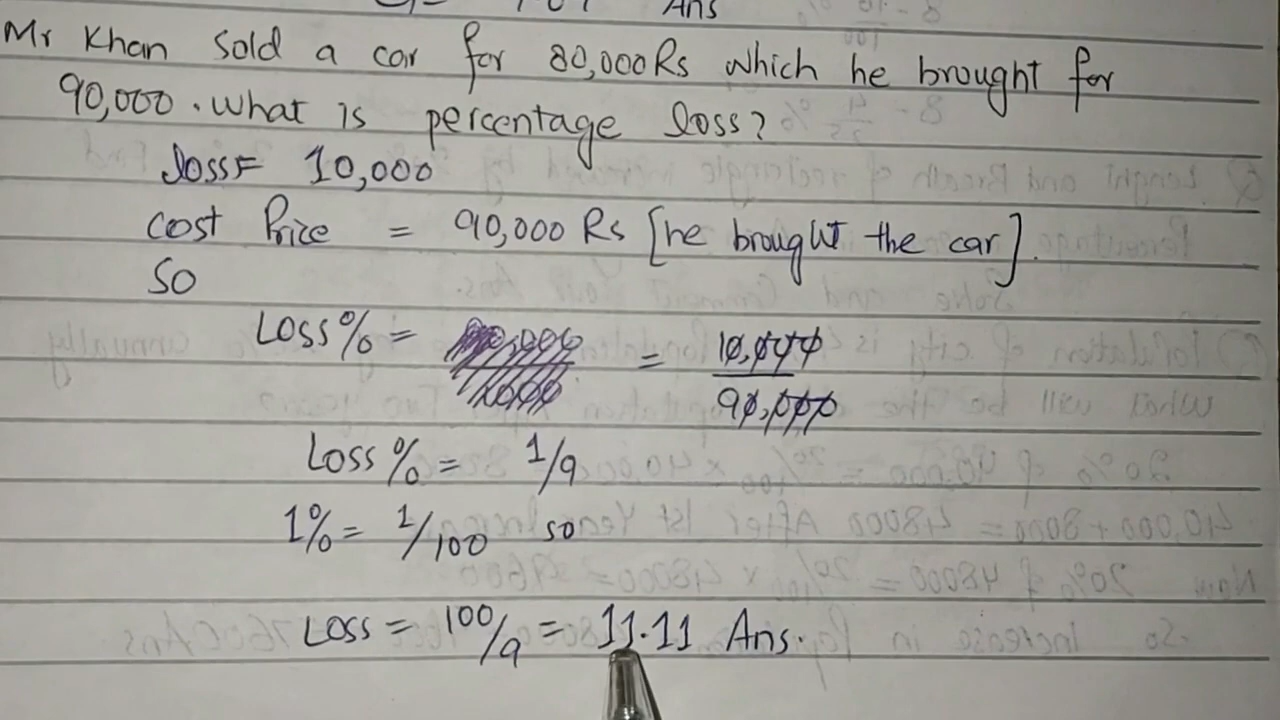 Ans
Mr Khan Sold a car for 80,000Rs which he brought for
90,000. What is percentage loss?
loss= 10,000
Cost Price = 90,000 Rs [he brought the car].
So
Loss% = = 10,000/90,000
Loss% = 1/9
1% = 1/100 so
Loss = 100/9 = 11.11 Ans.